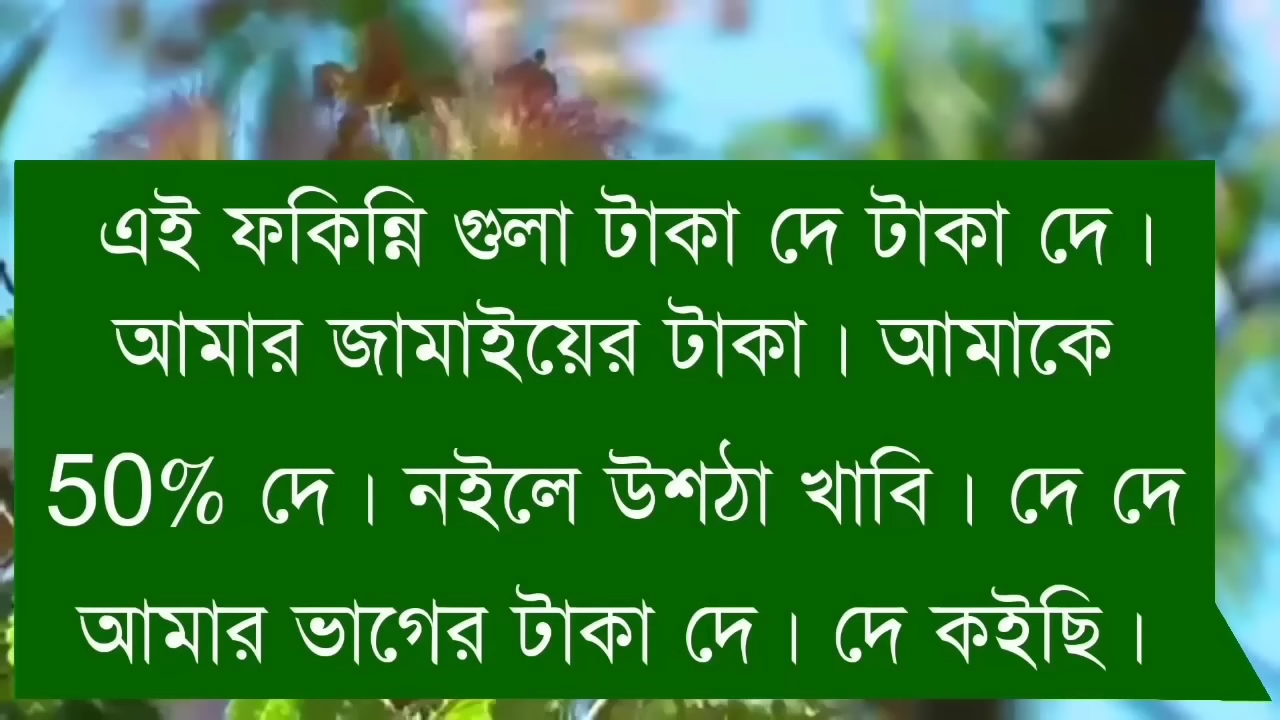 এই ফকিন্নি গুলা টাকা দে টাকা দে।
আমার জামাইয়ের টাকা। আমাকে
50% দে। নইলে উশঠা খাবি। দে দে
আমার ভাগের টাকা দে। দে কইছি।